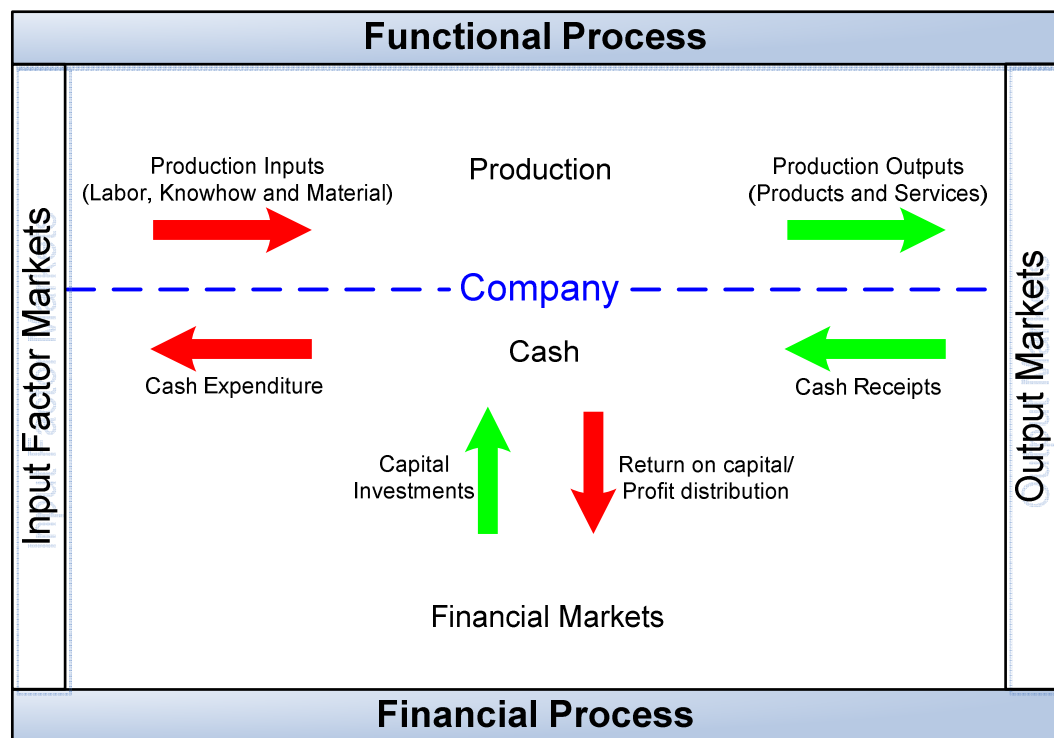 Functional Process
Input Factor Markets
Production Inputs
(Labor, Knowhow and Material)
Production
Production Outputs
(Products and Services)
Company
Cash
Cash Expenditure
Cash Receipts
Capital
Investments
Return on capital/
Profit distribution
Financial Markets
Output Markets
Financial Process